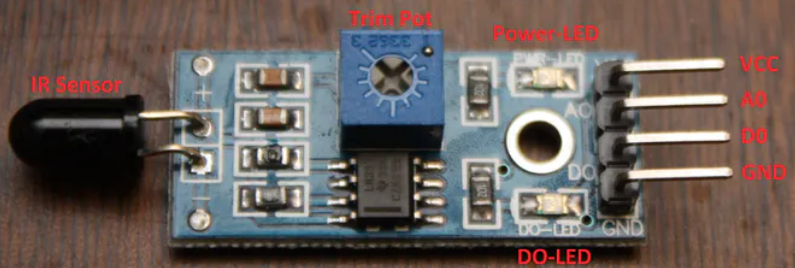 Trim Pot
3362 3
Power-LED
PWR-LED
VCC
IR Sensor
AO
A0
D0
DO
GND
DO-LED
GND
DO-LED